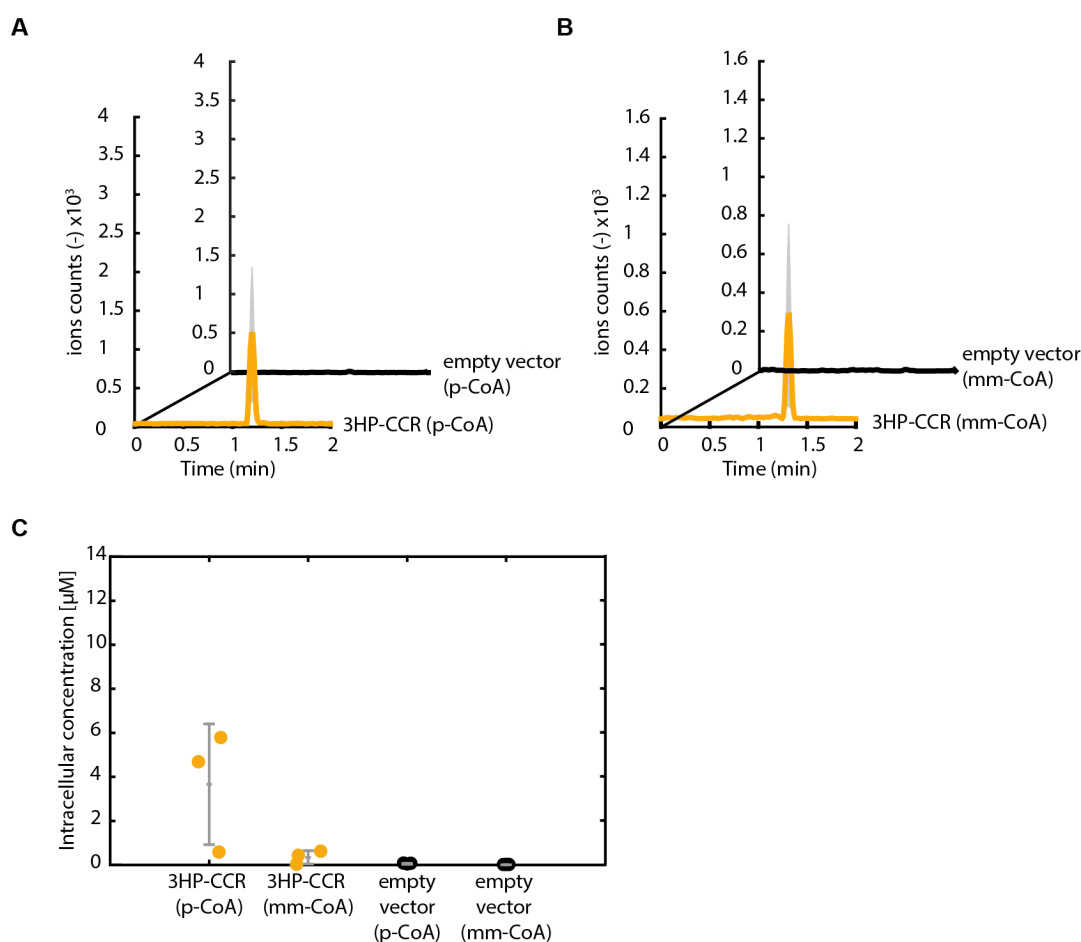 A
ions counts (-) x10³
4
3.5
3
2.5
2
1.5
1
0.5
0
4
3.5
3
2.5
2
1.5
1
0.5
0
empty vector
(p-CoA)
3HP-CCR (p-CoA)
0 0.5 1 1.5 2
Time (min)
B
ions counts (-) x10³
1.6
1.4
1.2
1
0.8
0.6
0.4
0.2
0
1.6
1.4
1.2
1
0.8
0.6
0.4
0.2
0
empty vector
(mm-CoA)
3HP-CCR (mm-CoA)
0 0.5 1 1.5 2
Time (min)
C
Intracellular concentration [µM]
14
12
10
8
6
4
2
0
3HP-CCR
(p-CoA)
3HP-CCR
(mm-CoA)
empty
vector
(p-CoA)
empty
vector
(mm-CoA)